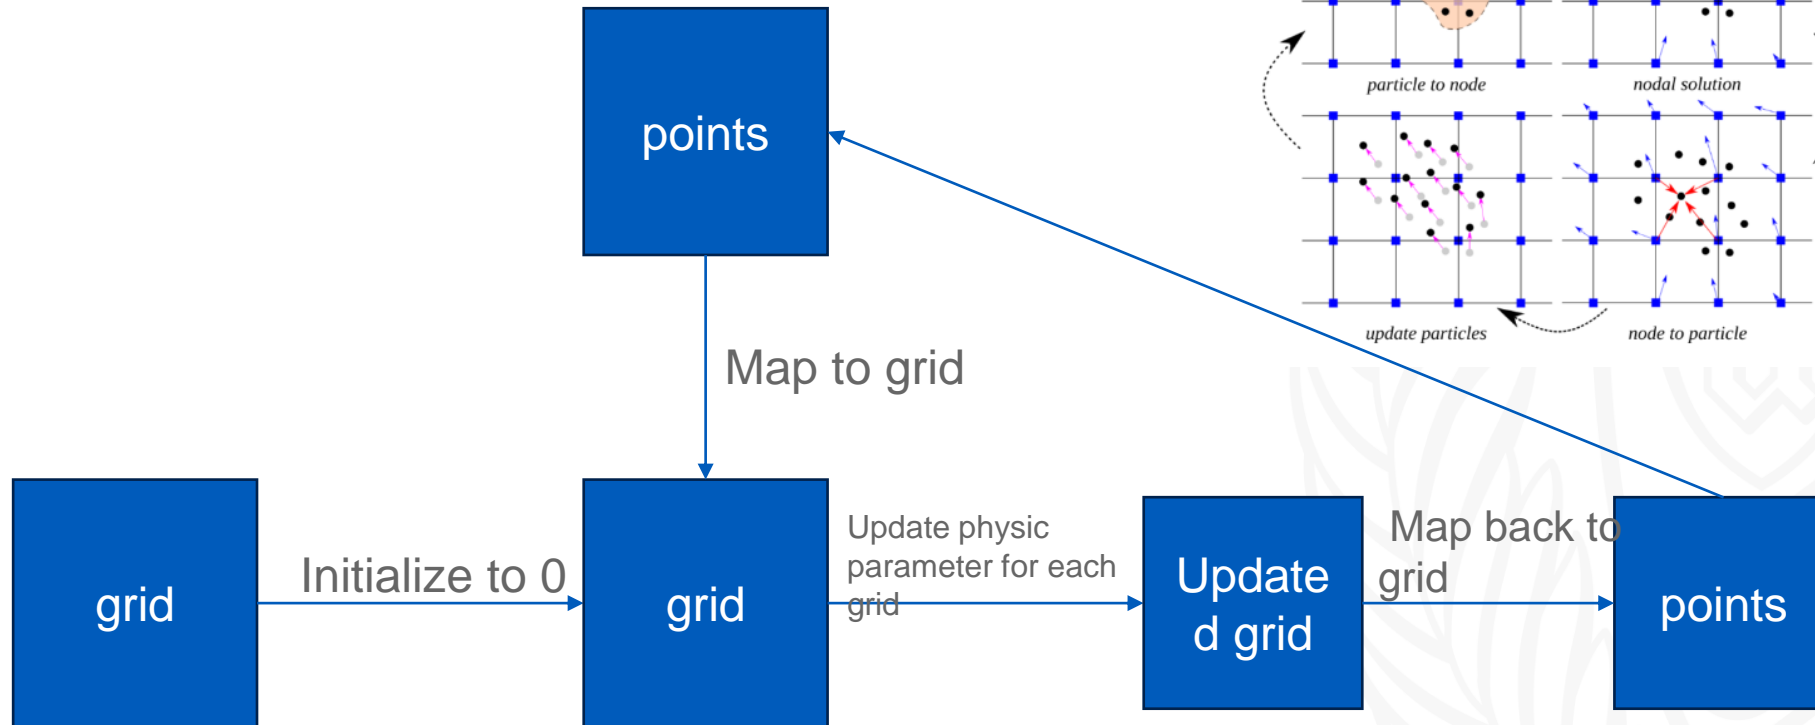 particle to node
nodal solution
points
update particles
node to particle
Map to grid
grid
Initialize to 0
grid
Update physic
parameter for each
grid
Update
d grid
Map back to
grid
points